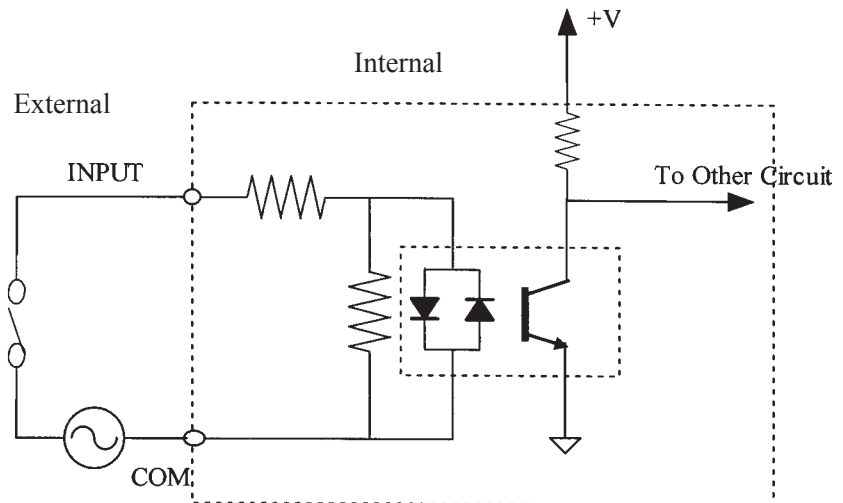 +V
Internal
External
INPUT
To Other Circuit
COM